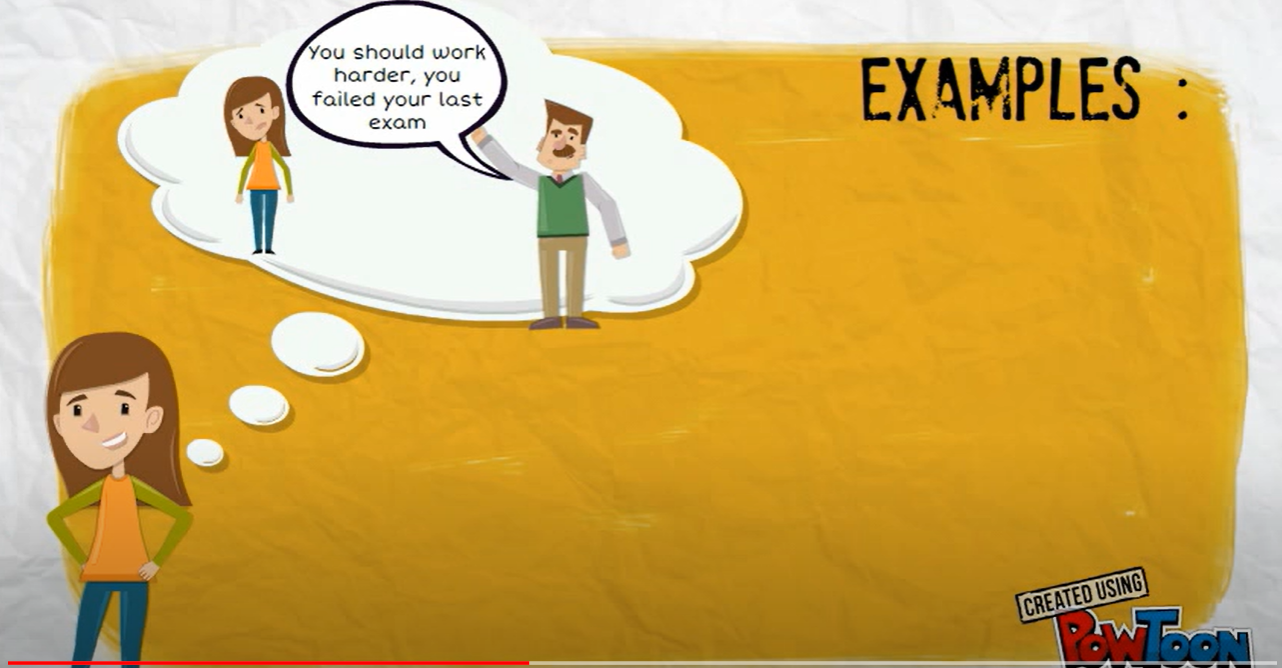 You should work
harder, you
failed your last
exam
EXAMPLES :
CREATED USING
POWTOON